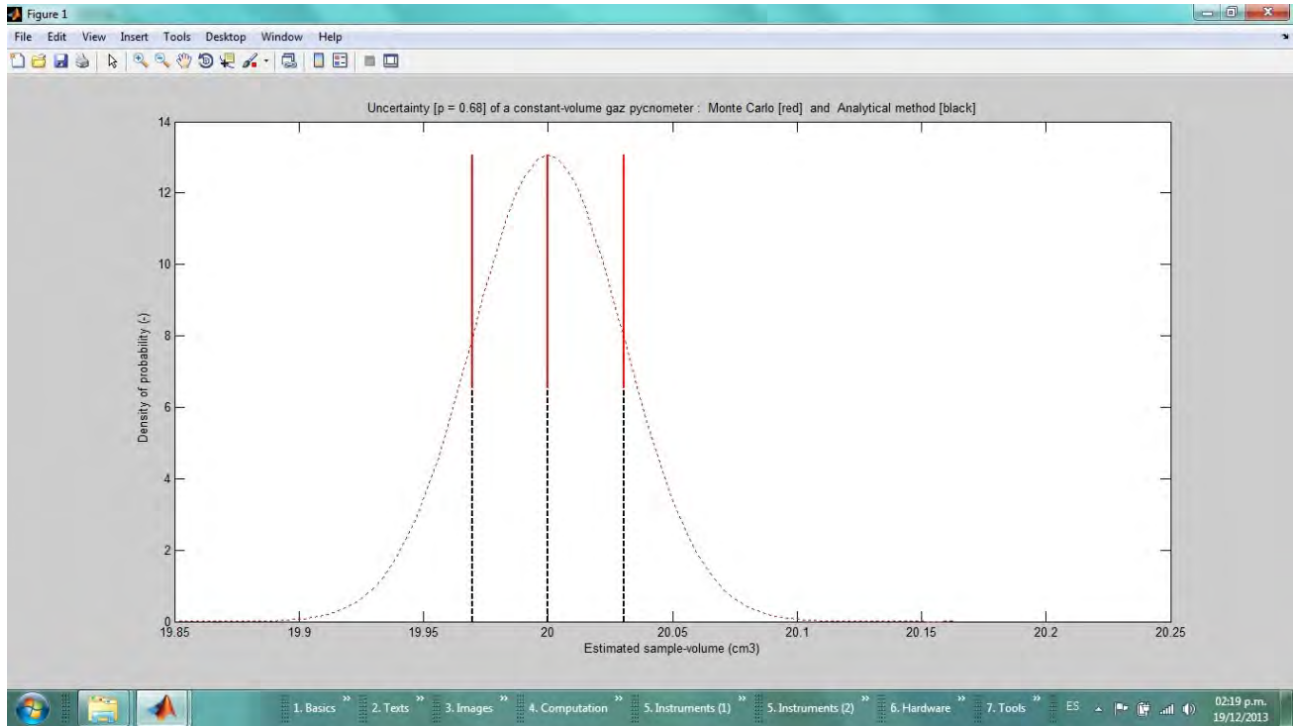 Figure 1
File Edit View Insert Tools Desktop Window Help
Uncertainty [p = 0.68] of a constant-volume gaz pycnometer : Monte Carlo [red] and Analytical method [black]
14
12
10
8
6
4
2
0
Density of probability (-)
19.85 19.9 19.95 20 20.05 20.1 20.15 20.2 20.25
Estimated sample-volume (cm3)
1. Basics » 2. Texts » 3. Images » 4. Computation » 5. Instruments (1) » 5. Instruments (2) » 6. Hardware » 7. Tools » ES 02:19 p.m.
19/12/2013